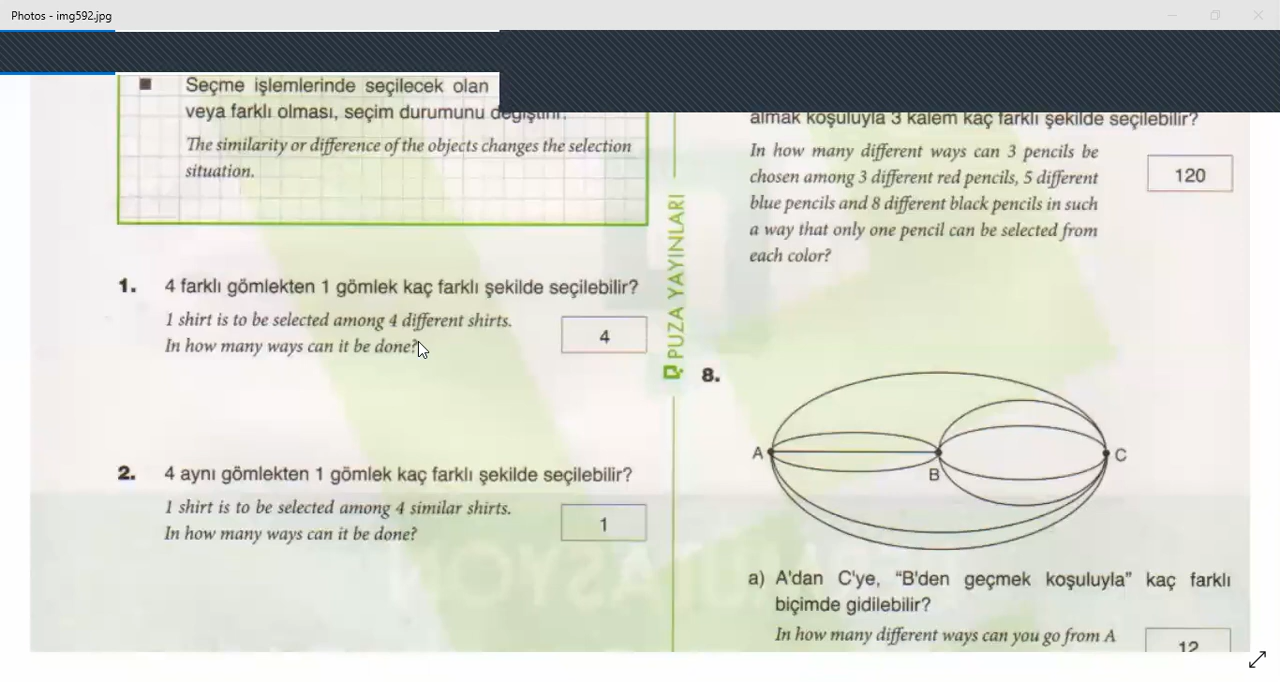 Photos - img592.jpg
Seçme işlemlerinde seçilecek olan
veya farklı olması, seçim durumunu değiştirir.
The similarity or difference of the objects changes the selection
situation.
1. 4 farklı gömlekten 1 gömlek kaç farklı şekilde seçilebilir?
1 shirt is to be selected among 4 different shirts.
In how many ways can it be done?
4
2. 4 aynı gömlekten 1 gömlek kaç farklı şekilde seçilebilir?
1 shirt is to be selected among 4 similar shirts.
In how many ways can it be done?
1
PUZA YAYINLARI
almak koşuluyla 3 kalem kaç farklı şekilde seçilebilir?
In how many different ways can 3 pencils be
chosen among 3 different red pencils, 5 different
blue pencils and 8 different black pencils in such
a way that only one pencil can be selected from
each color?
120
8.
A
B
C
a) A'dan C'ye, "B'den geçmek koşuluyla" kaç farklı
biçimde gidilebilir?
In how many different ways can you go from A
12